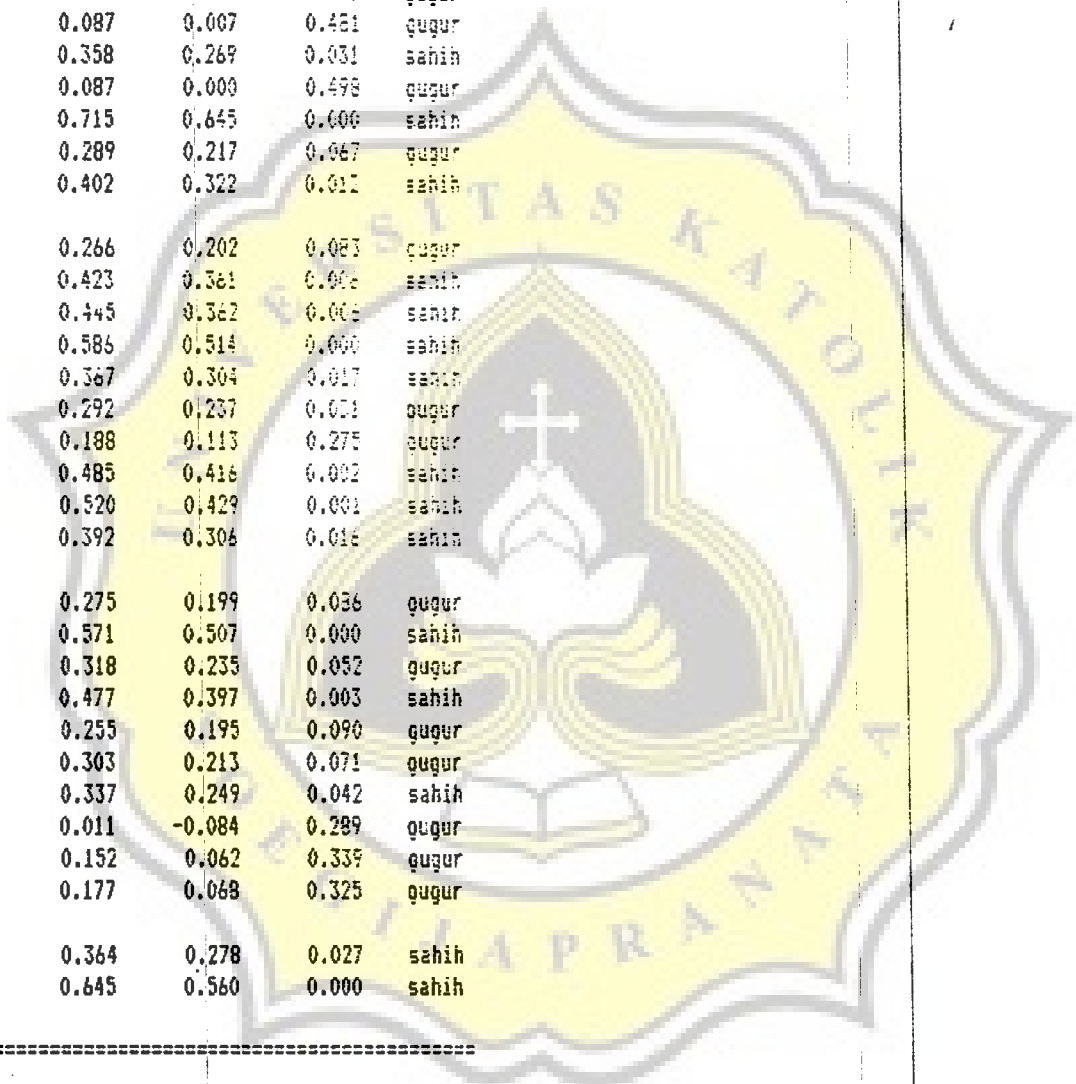 gugur
0.087 0.007 0.481 gugur
0.358 0.269 0.031 sahih
0.087 0.000 0.498 gugur
0.715 0.645 0.000 sahih
0.289 0.217 0.067 gugur
0.402 0.322 sahih
0.266 0.202 0.083 gugur
0.423 0.361 sahih
0.445 0.362 sahih
0.586 0.514 0.000 sahih
0.367 0.304 0.017 sahih
0.292 0.237 gugur
0.188 0.113 0.275 gugur
0.485 0.416 0.002 sahih
0.520 0.429 0.001 sahih
0.392 0.306 0.016 sahih
0.275 0.199 gugur
0.571 0.507 0.000 sahih
0.318 0.235 0.052 gugur
0.477 0.397 0.003 sahih
0.255 0.195 0.090 gugur
0.303 0.213 0.071 gugur
0.337 0.249 0.042 sahih
0.011 -0.084 0.289 gugur
0.152 0.062 0.339 gugur
0.177 0.068 0.325 gugur
0.364 0.278 0.027 sahih
0.645 0.560 0.000 sahih
UNIVERSITAS KATOLIK
SOEGIJAPRANATA